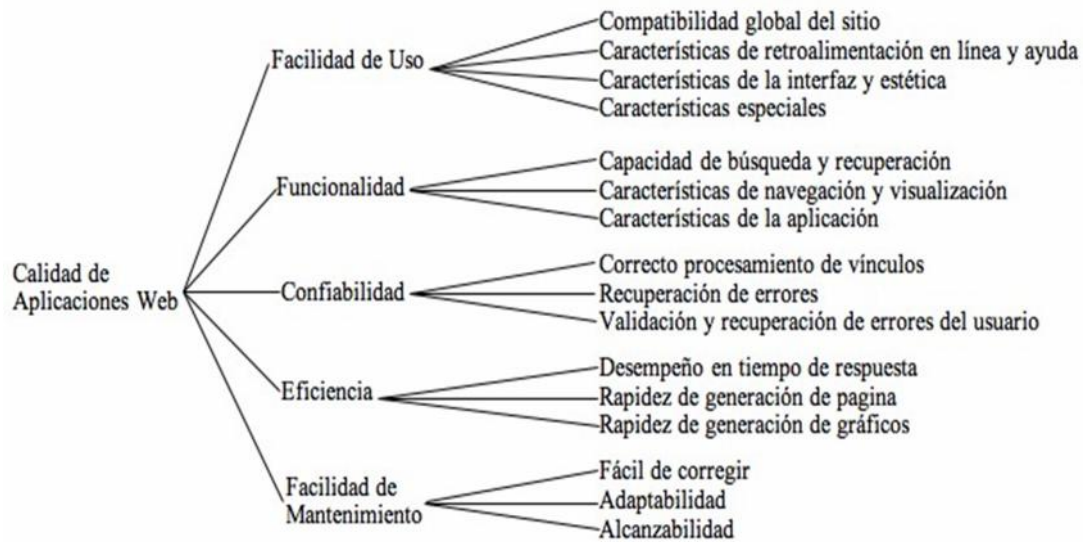 Calidad de
Aplicaciones Web
Facilidad de Uso
Compatibilidad global del sitio
Características de retroalimentación en línea y ayuda
Características de la interfaz y estética
Características especiales
Funcionalidad
Capacidad de búsqueda y recuperación
Características de navegación y visualización
Características de la aplicación
Confiabilidad
Correcto procesamiento de vínculos
Recuperación de errores
Validación y recuperación de errores del usuario
Eficiencia
Desempeño en tiempo de respuesta
Rapidez de generación de pagina
Rapidez de generación de gráficos
Facilidad de
Mantenimiento
Fácil de corregir
Adaptabilidad
Alcanzabilidad